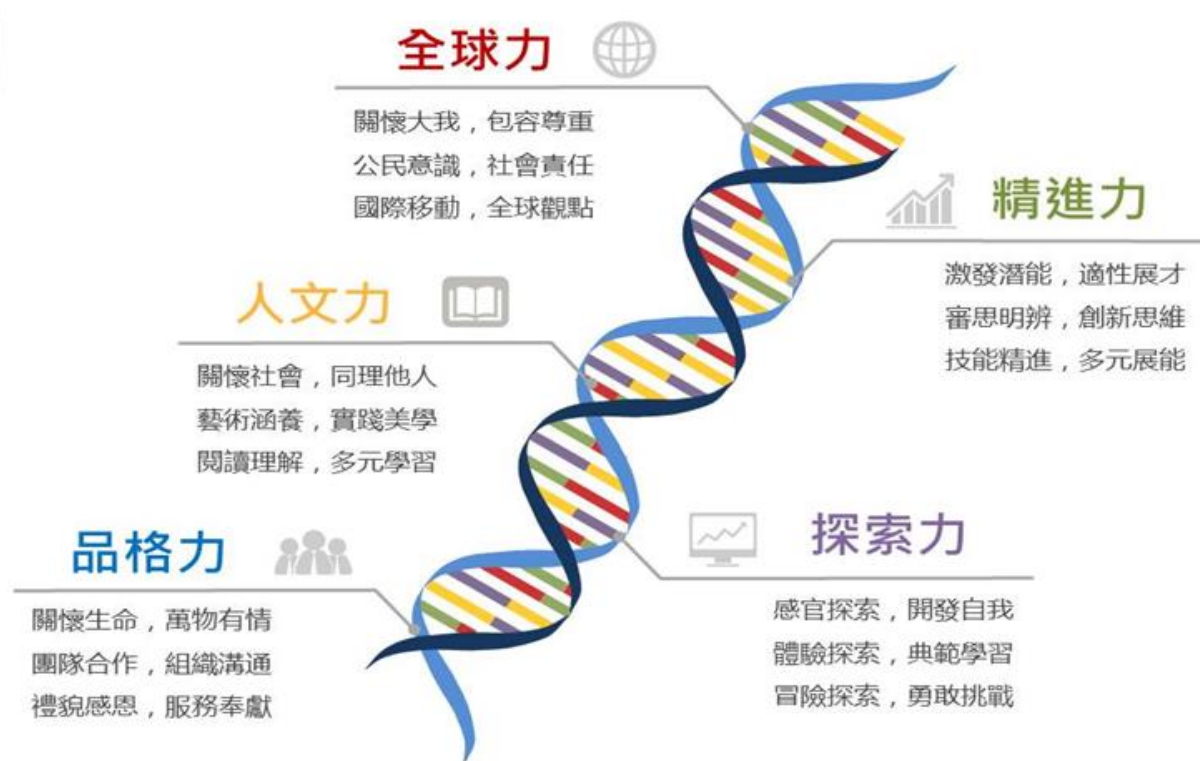 全球力
關懷大我，包容尊重
公民意識，社會責任
國際移動，全球觀點
精進力
激發潛能，適性展才
審思明辨，創新思維
技能精進，多元展能
人文力
關懷社會，同理他人
藝術涵養，實踐美學
閱讀理解，多元學習
探索力
感官探索，開發自我
體驗探索，典範學習
冒險探索，勇敢挑戰
品格力
關懷生命，萬物有情
團隊合作，組織溝通
禮貌感恩，服務奉獻